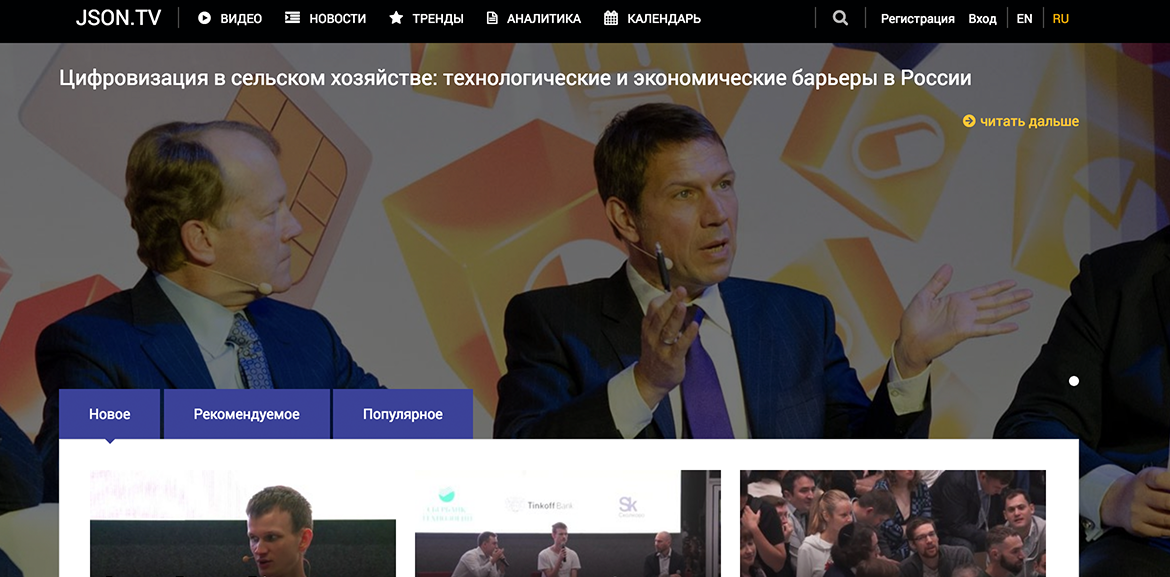 JSON.TV ВИДЕО НОВОСТИ ТРЕНДЫ АНАЛИТИКА КАЛЕНДАРЬ Регистрация Вход EN RU
Цифровизация в сельском хозяйстве: технологические и экономические барьеры в России
читать дальше
Новое Рекомендуемое Популярное
Tinkoff Bank Sk